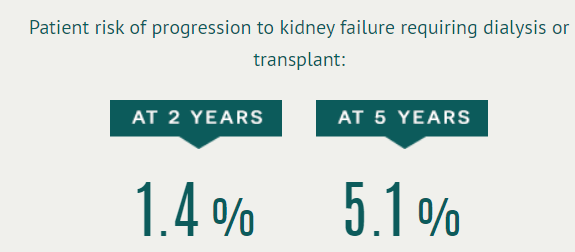 Patient risk of progression to kidney failure requiring dialysis or
transplant:
AT 2 YEARS
AT 5 YEARS
1.4 %
5.1 %